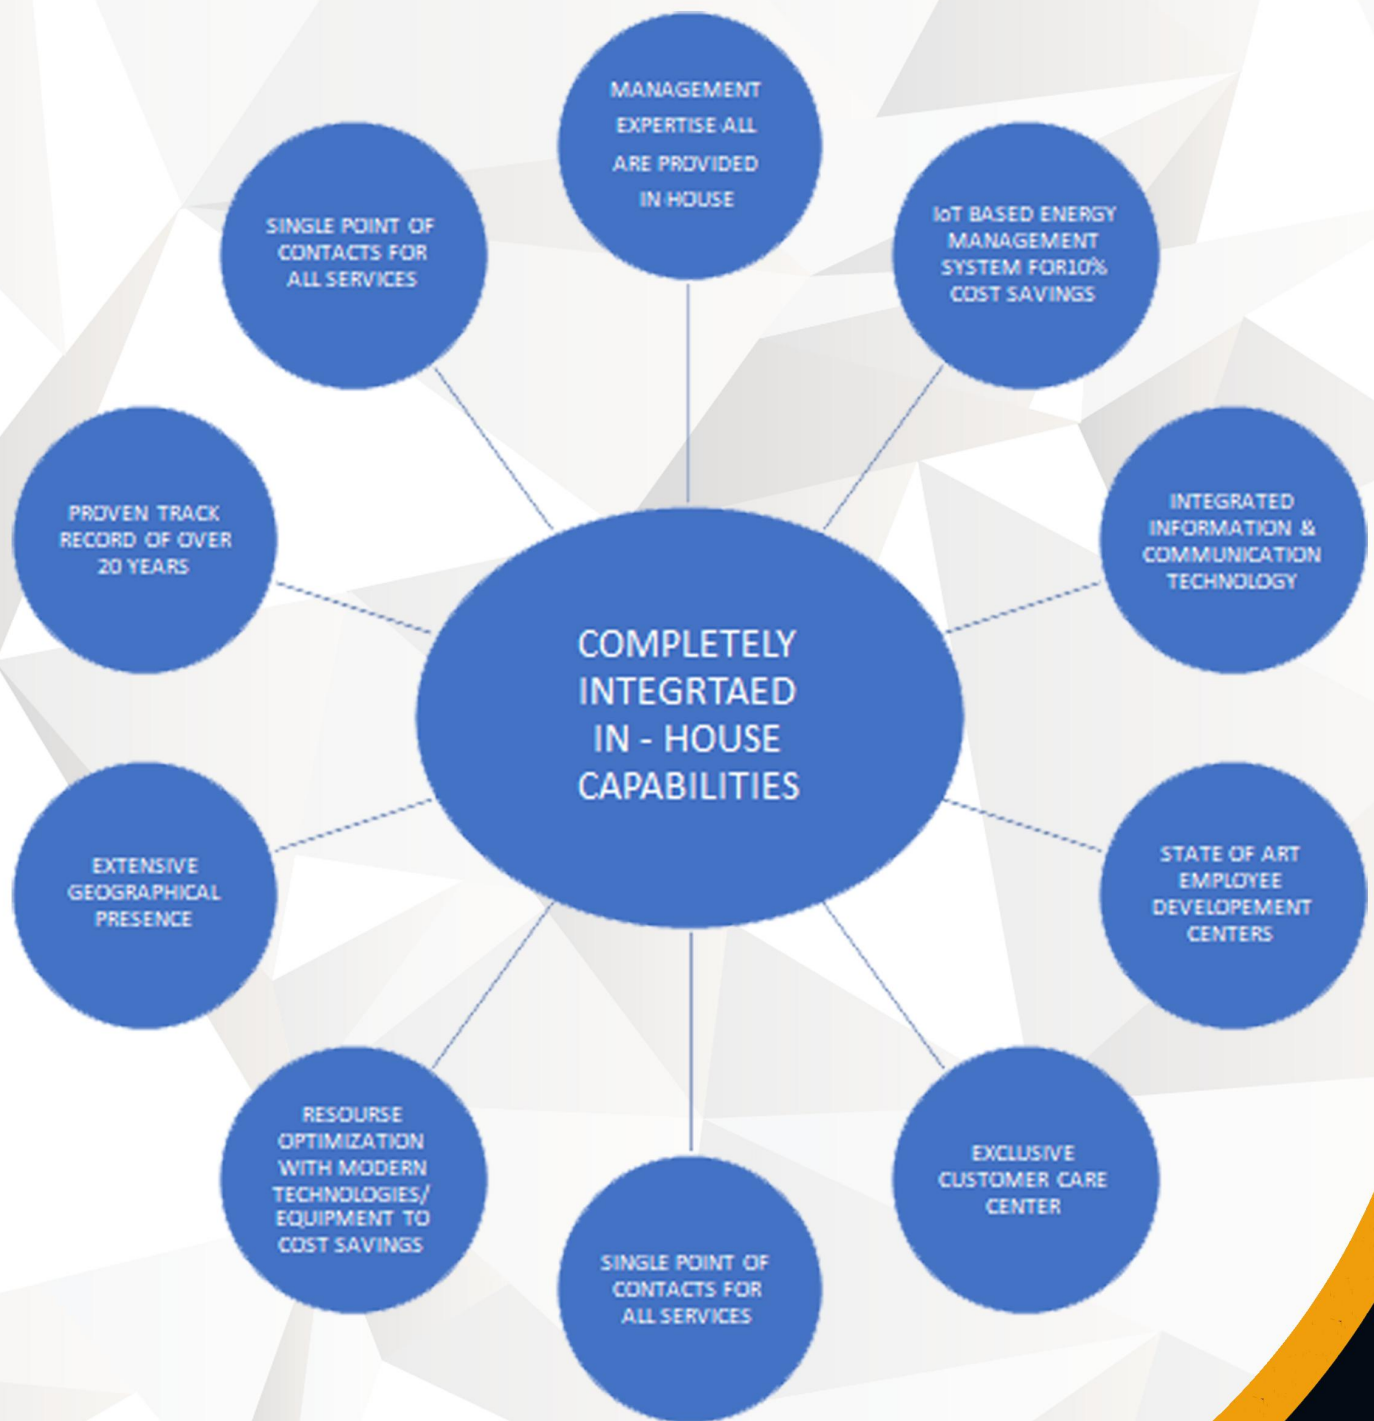 MANAGEMENT
EXPERTISE ALL
ARE PROVIDED
IN HOUSE
IoT BASED ENERGY
MANAGEMENT
SYSTEM FOR10%
COST SAVINGS
INTEGRATED
INFORMATION &
COMMUNICATION
TECHNOLOGY
STATE OF ART
EMPLOYEE
DEVELOPEMENT
CENTERS
EXCLUSIVE
CUSTOMER CARE
CENTER
SINGLE POINT OF
CONTACTS FOR
ALL SERVICES
RESOURSE
OPTIMIZATION
WITH MODERN
TECHNOLOGIES/
EQUIPMENT TO
COST SAVINGS
EXTENSIVE
GEOGRAPHICAL
PRESENCE
PROVEN TRACK
RECORD OF OVER
20 YEARS
SINGLE POINT OF
CONTACTS FOR
ALL SERVICES
COMPLETELY
INTEGRTAED
IN - HOUSE
CAPABILITIES